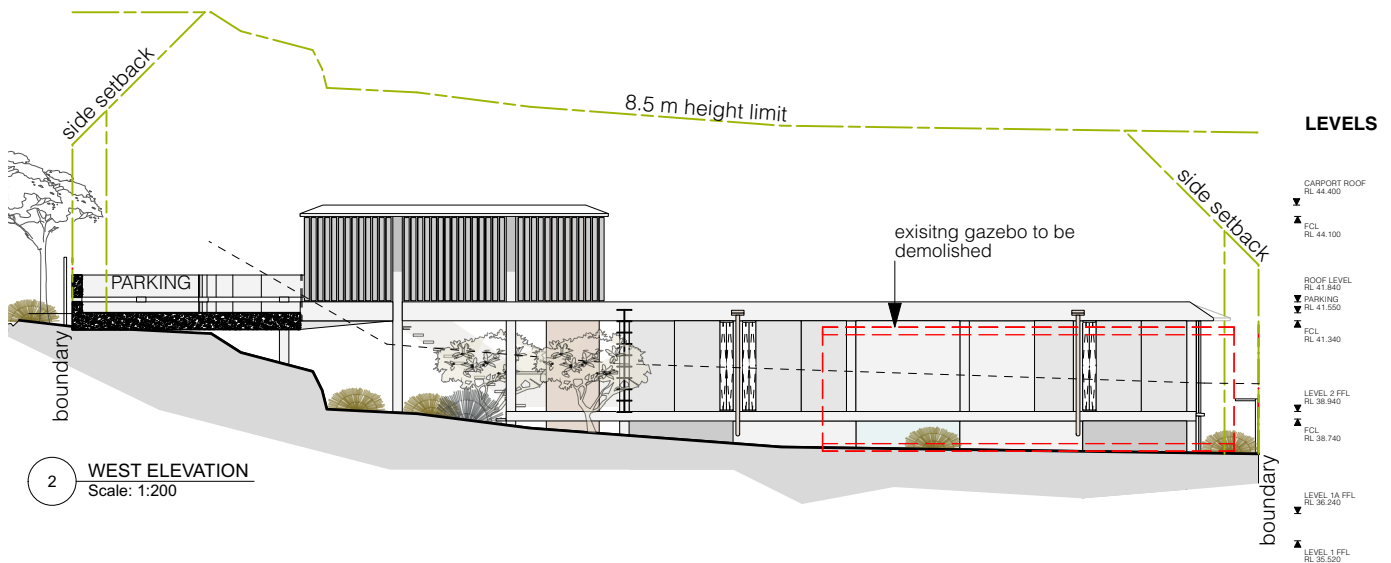 side setback
8.5 m height limit
side setback
exisitng gazebo to be
demolished
PARKING
boundary
boundary
2
WEST ELEVATION
Scale: 1:200
LEVELS
CARPORT ROOF
RL 44.400
FCL
RL 44.100
ROOF LEVEL
RL 41.840
PARKING
RL 41.550
FCL
RL 41.340
LEVEL 2 FFL
RL 38.940
FCL
RL 38.740
LEVEL 1A FFL
RL 36.240
LEVEL 1 FFL
RL 35.520